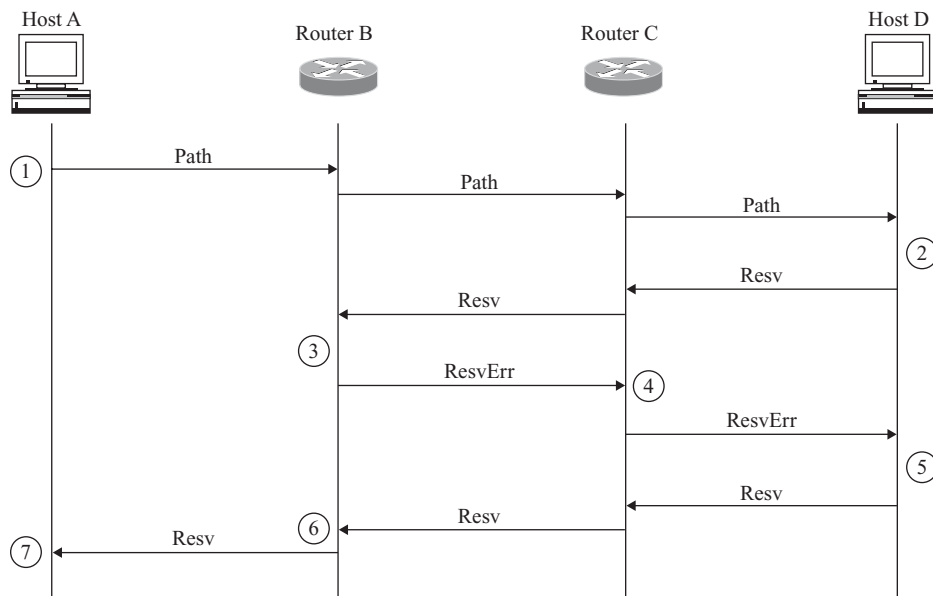 Host A
Router B
Router C
Host D
1
Path
Path
Path
2
Resv
Resv
3
ResvErr
4
ResvErr
5
Resv
Resv
6
Resv
7